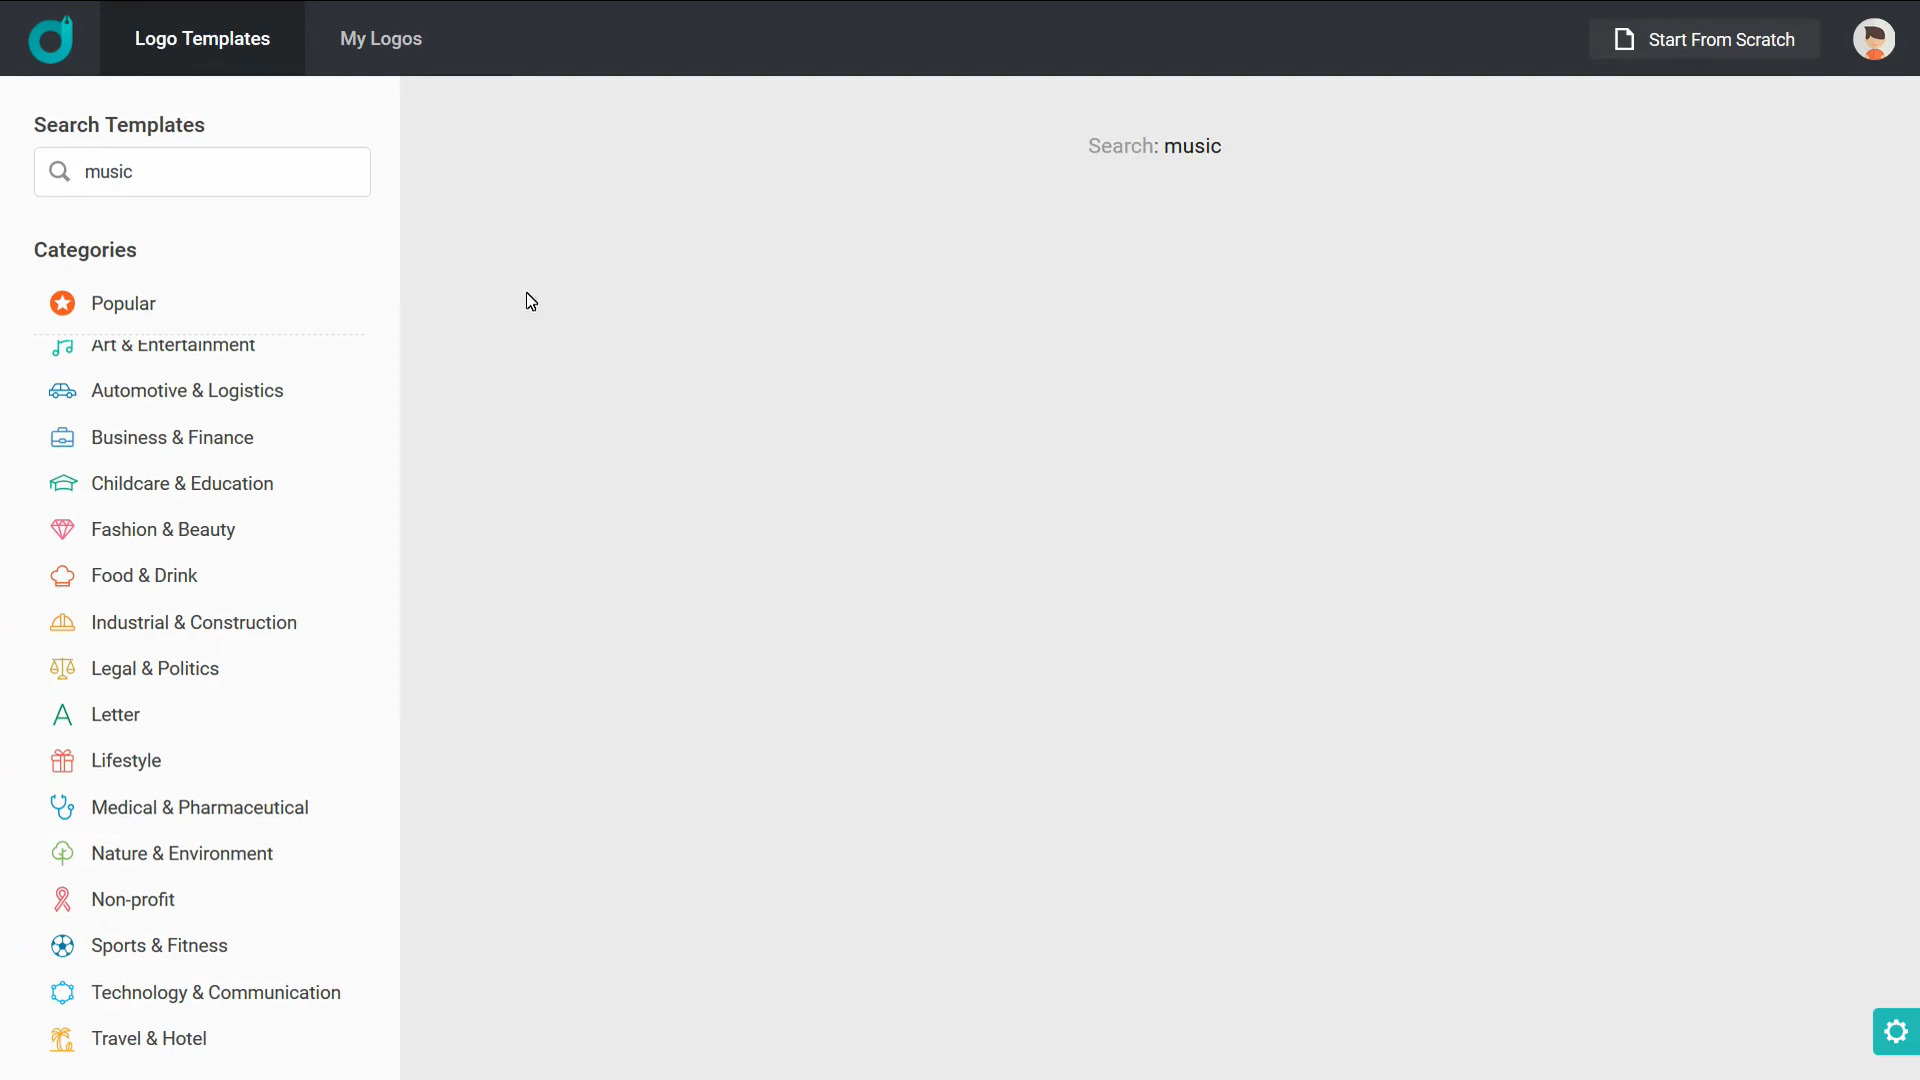 Logo Templates
My Logos
Start From Scratch
Search Templates
music
Search: music
Categories
Popular
Art & Entertainment
Automotive & Logistics
Business & Finance
Childcare & Education
Fashion & Beauty
Food & Drink
Industrial & Construction
Legal & Politics
Letter
Lifestyle
Medical & Pharmaceutical
Nature & Environment
Non-profit
Sports & Fitness
Technology & Communication
Travel & Hotel